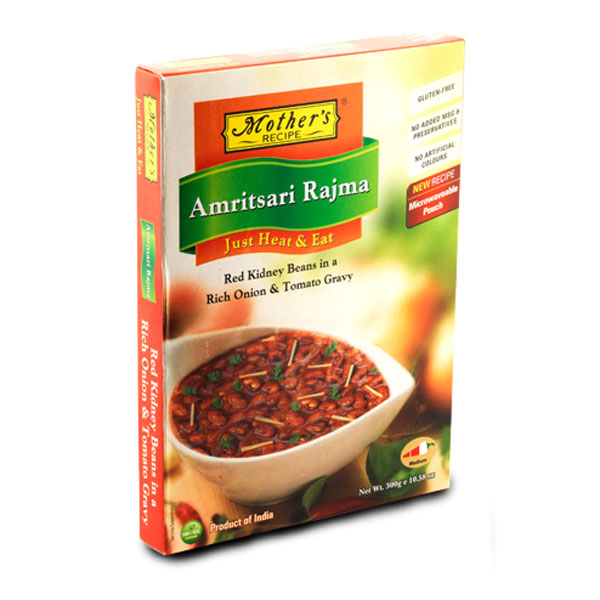 Mother's
RECIPE
®
Amritsari Rajma
Just Heat & Eat
Red Kidney Beans in a
Rich Onion & Tomato Gravy
GLUTEN-FREE
NO ADDED MSG &
PRESERVATIVES
NO ARTIFICIAL
COLOURS
NEW RECIPE
Microwaveable
Pouch
Medium
Net Wt. 300g e 10.58 oz
Product of India
Mother's
RECIPE
Just Heat & Eat
Amritsari Rajma
Red Kidney Beans In a
Rich Onion & Tomato Gravy